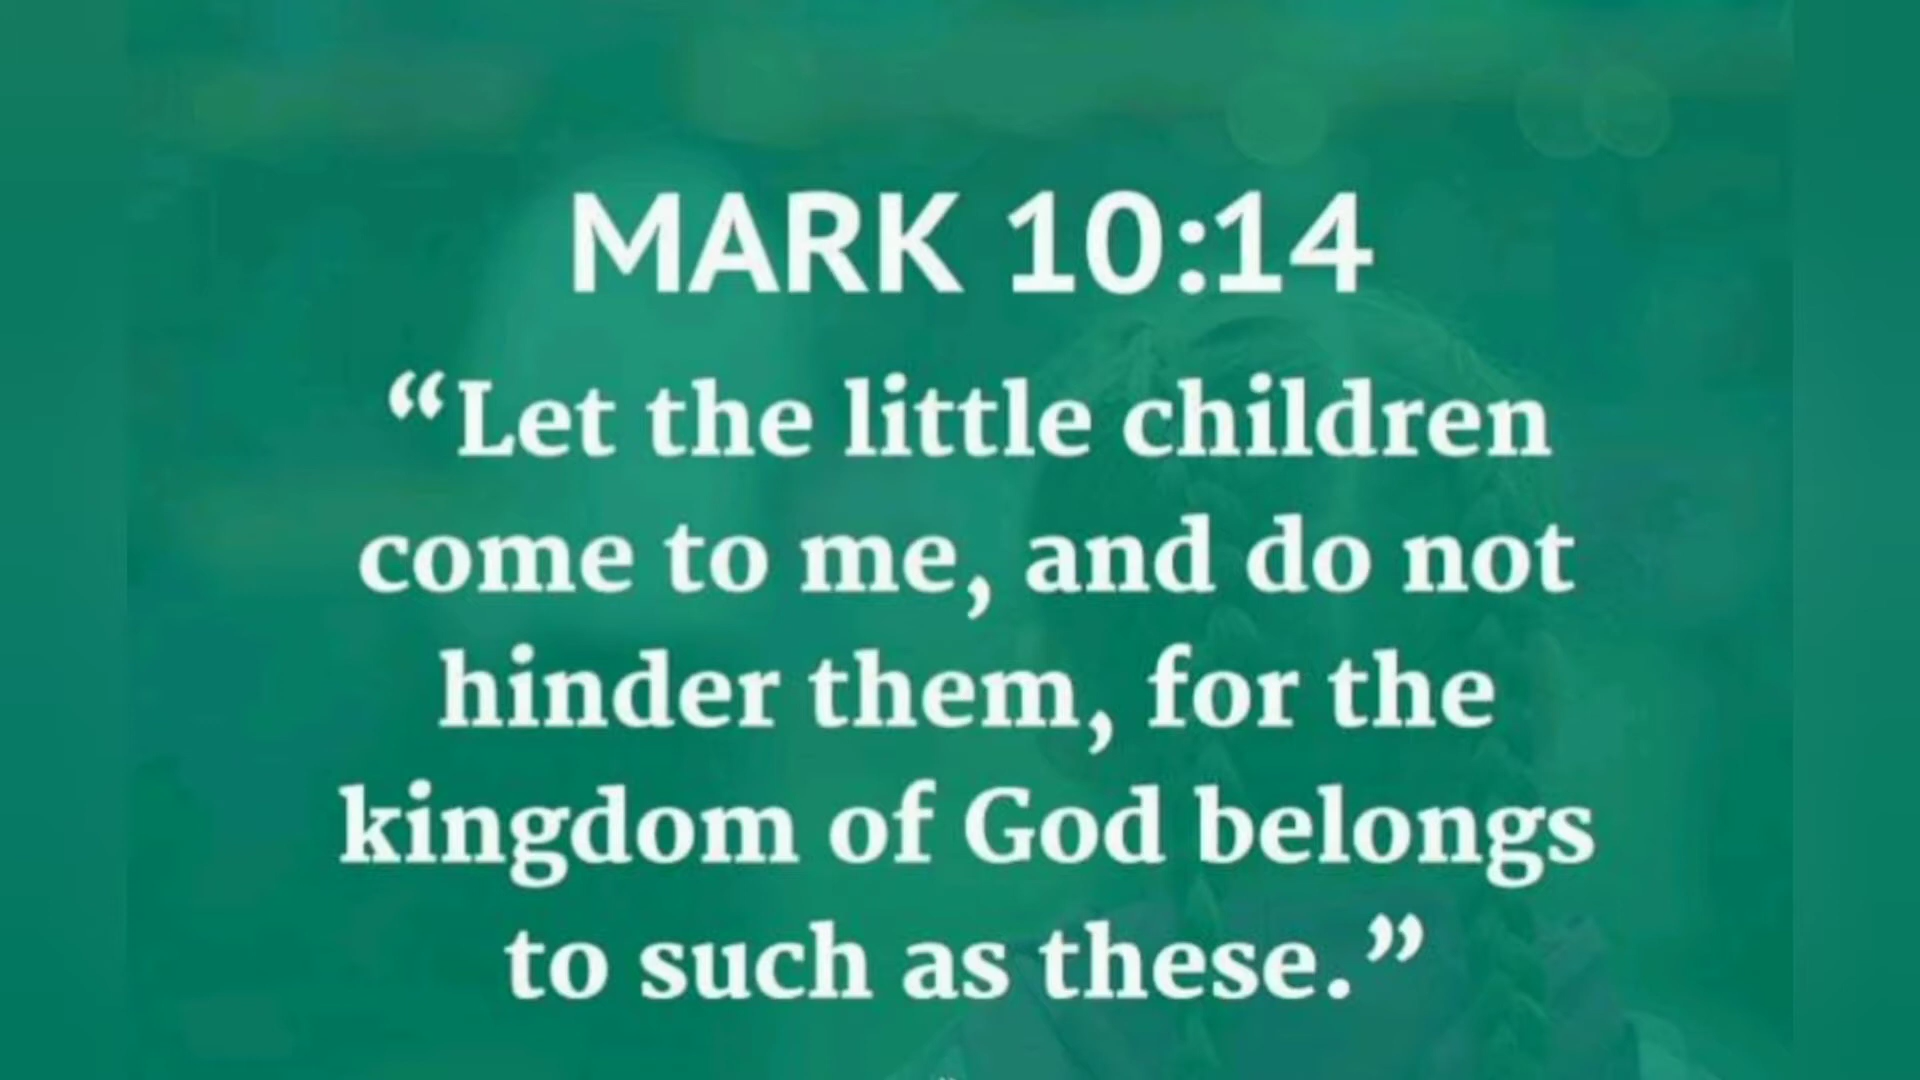 MARK 10:14
“Let the little children
come to me, and do not
hinder them, for the
kingdom of God belongs
to such as these.”